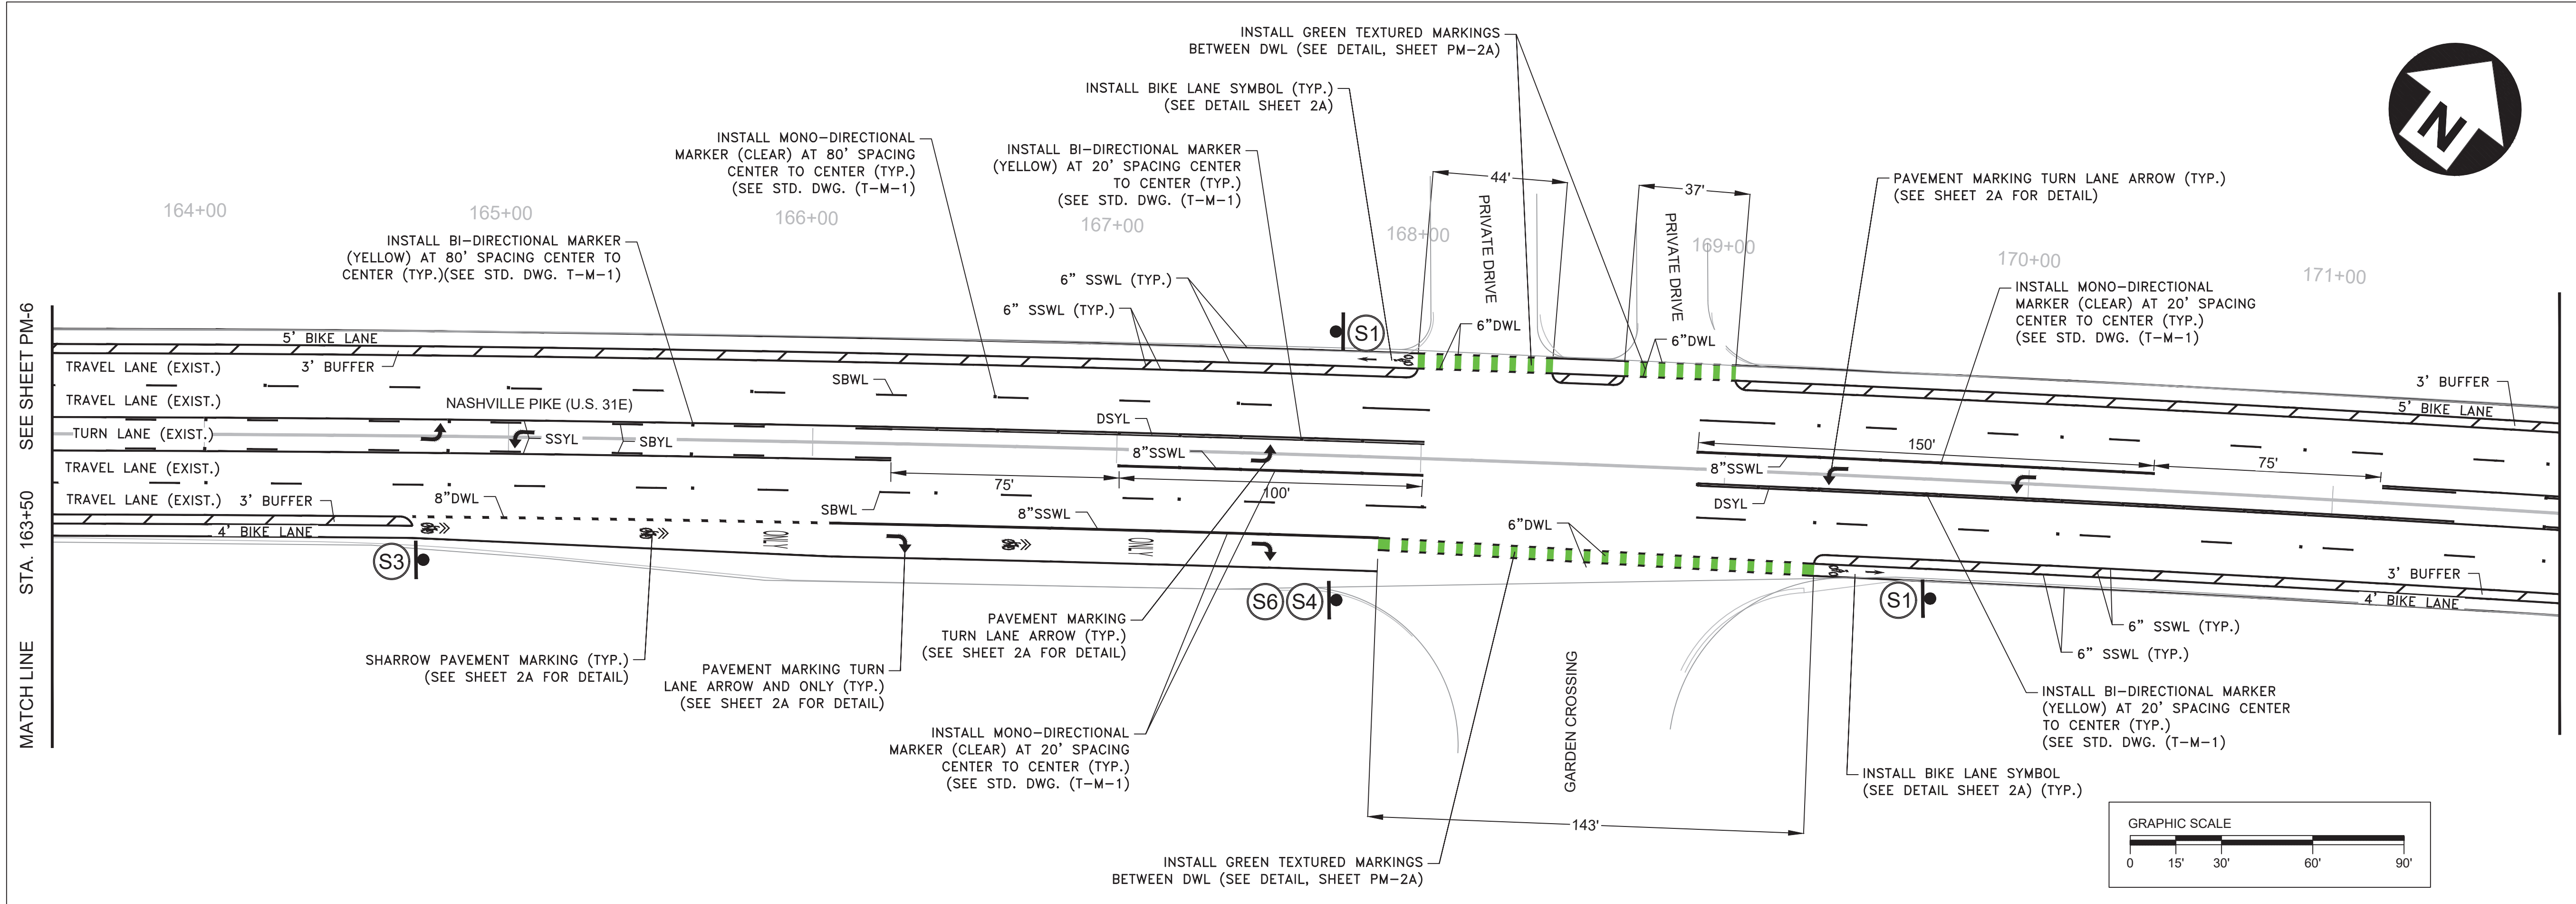 INSTALL GREEN TEXTURED MARKINGS
BETWEEN DWL (SEE DETAIL, SHEET PM-2A)
INSTALL BIKE LANE SYMBOL (TYP.)
(SEE DETAIL SHEET 2A)
INSTALL MONO-DIRECTIONAL
MARKER (CLEAR) AT 80' SPACING
CENTER TO CENTER (TYP.)
(SEE STD. DWG. (T-M-1)
INSTALL BI-DIRECTIONAL MARKER
(YELLOW) AT 20' SPACING CENTER
TO CENTER (TYP.)
(SEE STD. DWG. (T-M-1)
N
PAVEMENT MARKING TURN LANE ARROW (TYP.)
(SEE SHEET 2A FOR DETAIL)
44'
37'
PRIVATE DRIVE
PRIVATE DRIVE
164+00
165+00
166+00
167+00
168+00
169+00
170+00
171+00
INSTALL BI-DIRECTIONAL MARKER
(YELLOW) AT 80' SPACING CENTER TO
CENTER (TYP.)(SEE STD. DWG. T-M-1)
6" SSWL (TYP.)
6" SSWL (TYP.)
INSTALL MONO-DIRECTIONAL
MARKER (CLEAR) AT 20' SPACING
CENTER TO CENTER (TYP.)
(SEE STD. DWG. (T-M-1)
S1
6"DWL
6"DWL
MATCH LINE STA. 163+50 SEE SHEET PM-6
5' BIKE LANE
3' BUFFER
TRAVEL LANE (EXIST.)
TRAVEL LANE (EXIST.)
SBWL
NASHVILLE PIKE (U.S. 31E)
TURN LANE (EXIST.)
SSYL
SBYL
DSYL
8"SSWL
TRAVEL LANE (EXIST.)
TRAVEL LANE (EXIST.)
75'
100'
3' BUFFER
8"DWL
SBWL
8"SSWL
4' BIKE LANE
ONLY
ONLY
3' BUFFER
5' BIKE LANE
150'
75'
8"SSWL
DSYL
6"DWL
3' BUFFER
4' BIKE LANE
S3
S6
S4
S1
6" SSWL (TYP.)
6" SSWL (TYP.)
SHARROW PAVEMENT MARKING (TYP.)
(SEE SHEET 2A FOR DETAIL)
PAVEMENT MARKING TURN
LANE ARROW AND ONLY (TYP.)
(SEE SHEET 2A FOR DETAIL)
PAVEMENT MARKING
TURN LANE ARROW (TYP.)
(SEE SHEET 2A FOR DETAIL)
INSTALL MONO-DIRECTIONAL
MARKER (CLEAR) AT 20' SPACING
CENTER TO CENTER (TYP.)
(SEE STD. DWG. (T-M-1)
GARDEN CROSSING
143'
INSTALL GREEN TEXTURED MARKINGS
BETWEEN DWL (SEE DETAIL, SHEET PM-2A)
INSTALL BI-DIRECTIONAL MARKER
(YELLOW) AT 20' SPACING CENTER
TO CENTER (TYP.)
(SEE STD. DWG. (T-M-1)
INSTALL BIKE LANE SYMBOL
(SEE DETAIL SHEET 2A) (TYP.)
GRAPHIC SCALE
0 15' 30' 60' 90'